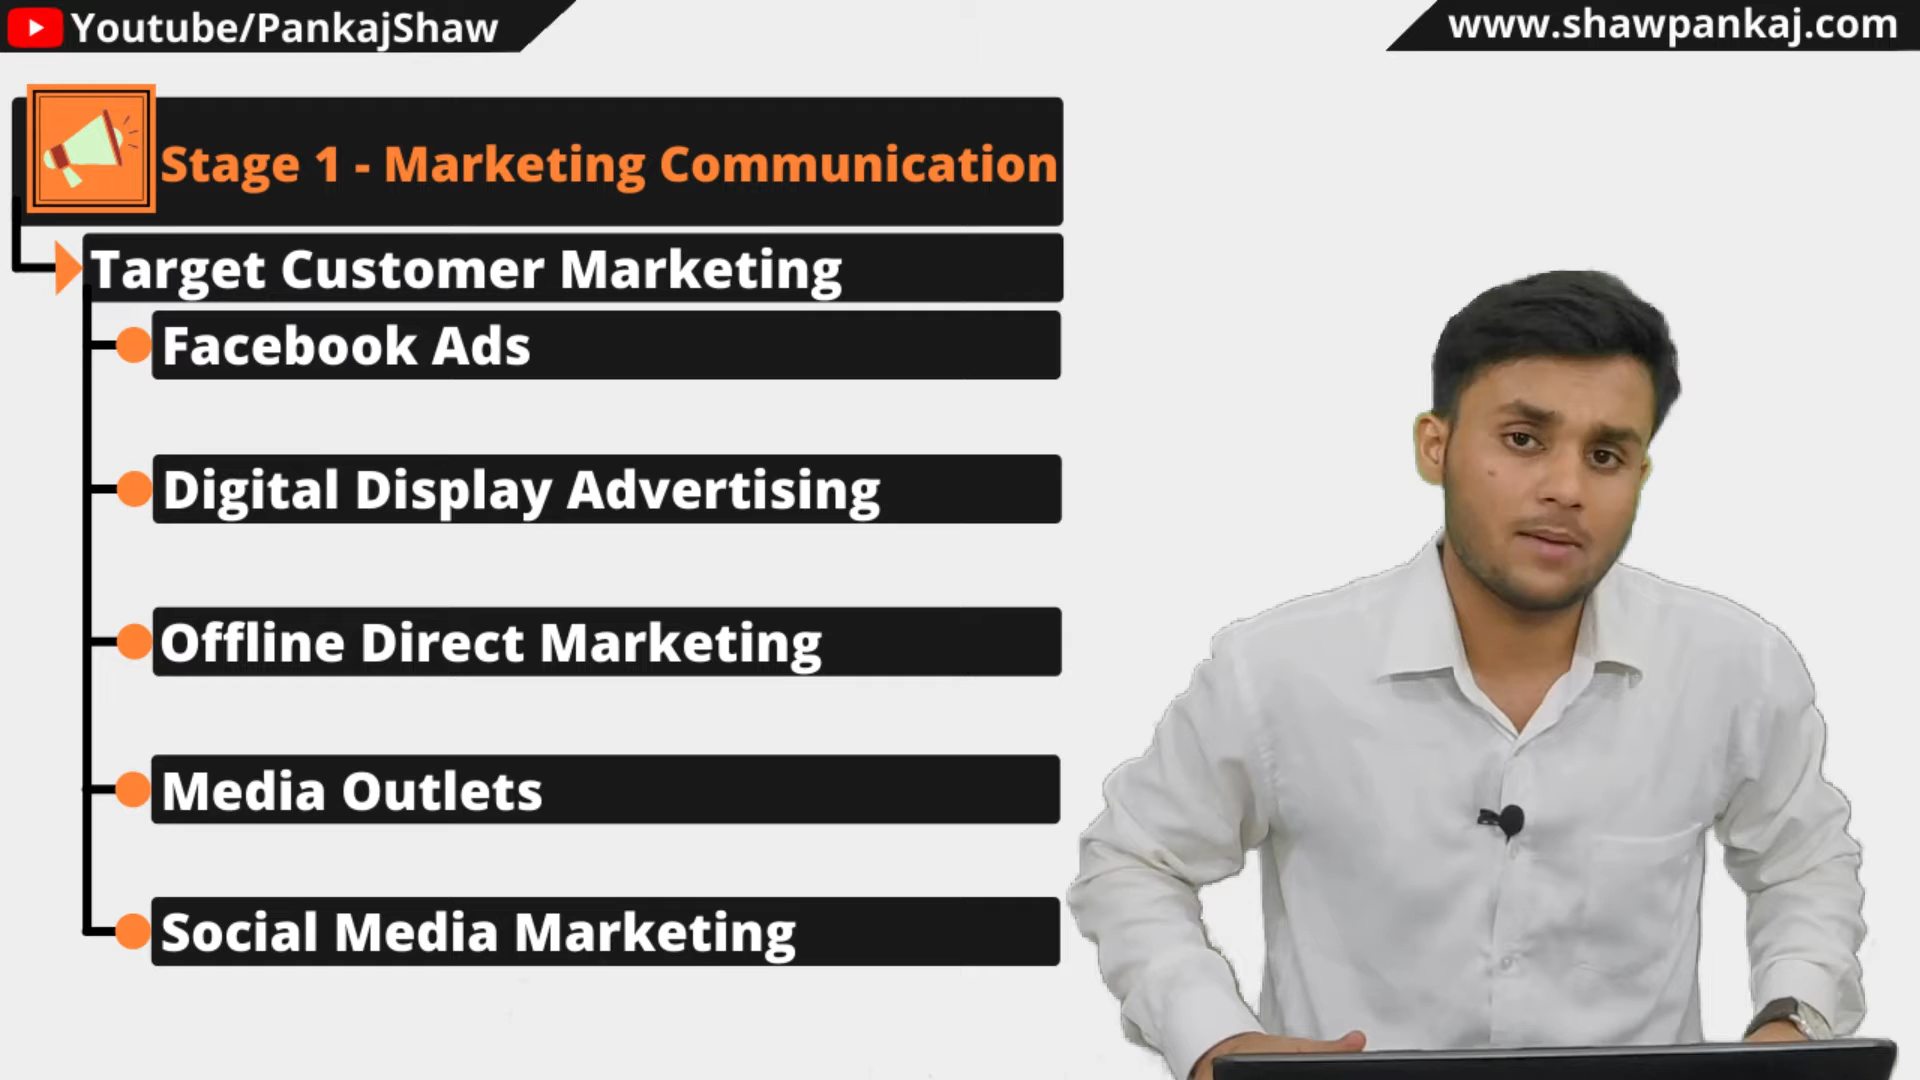 Youtube/PankajShaw
www.shawpankaj.com
Stage 1 - Marketing Communication
Target Customer Marketing
Facebook Ads
Digital Display Advertising
Offline Direct Marketing
Media Outlets
Social Media Marketing